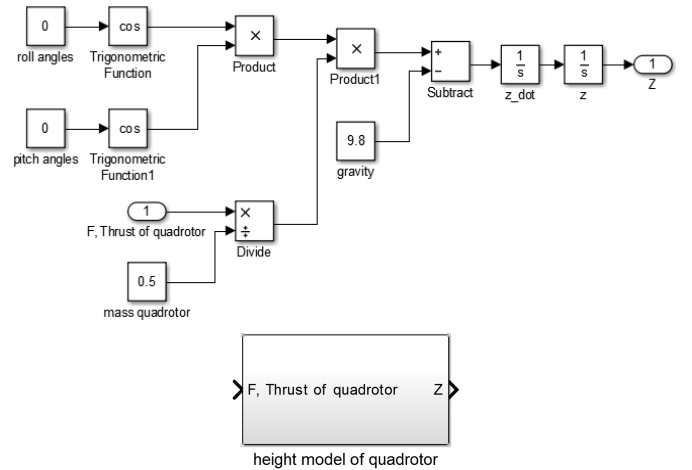 0
roll angles
cos
Trigonometric
Function
×
Product
×
Product1
+
−
Subtract
1
s
z_dot
1
s
z
1
Z
0
pitch angles
cos
Trigonometric
Function1
9.8
gravity
1
F, Thrust of quadrotor
×
÷
Divide
0.5
mass quadrotor
F, Thrust of quadrotor
Z
height model of quadrotor